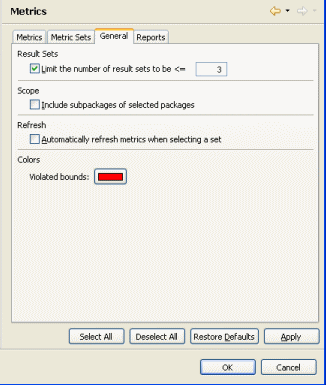 Metrics
Metrics Metric Sets General Reports
Result Sets
Limit the number of result sets to be <= 3
Scope
Include subpackages of selected packages
Refresh
Automatically refresh metrics when selecting a set
Colors
Violated bounds:
Select All Deselect All Restore Defaults Apply
OK Cancel